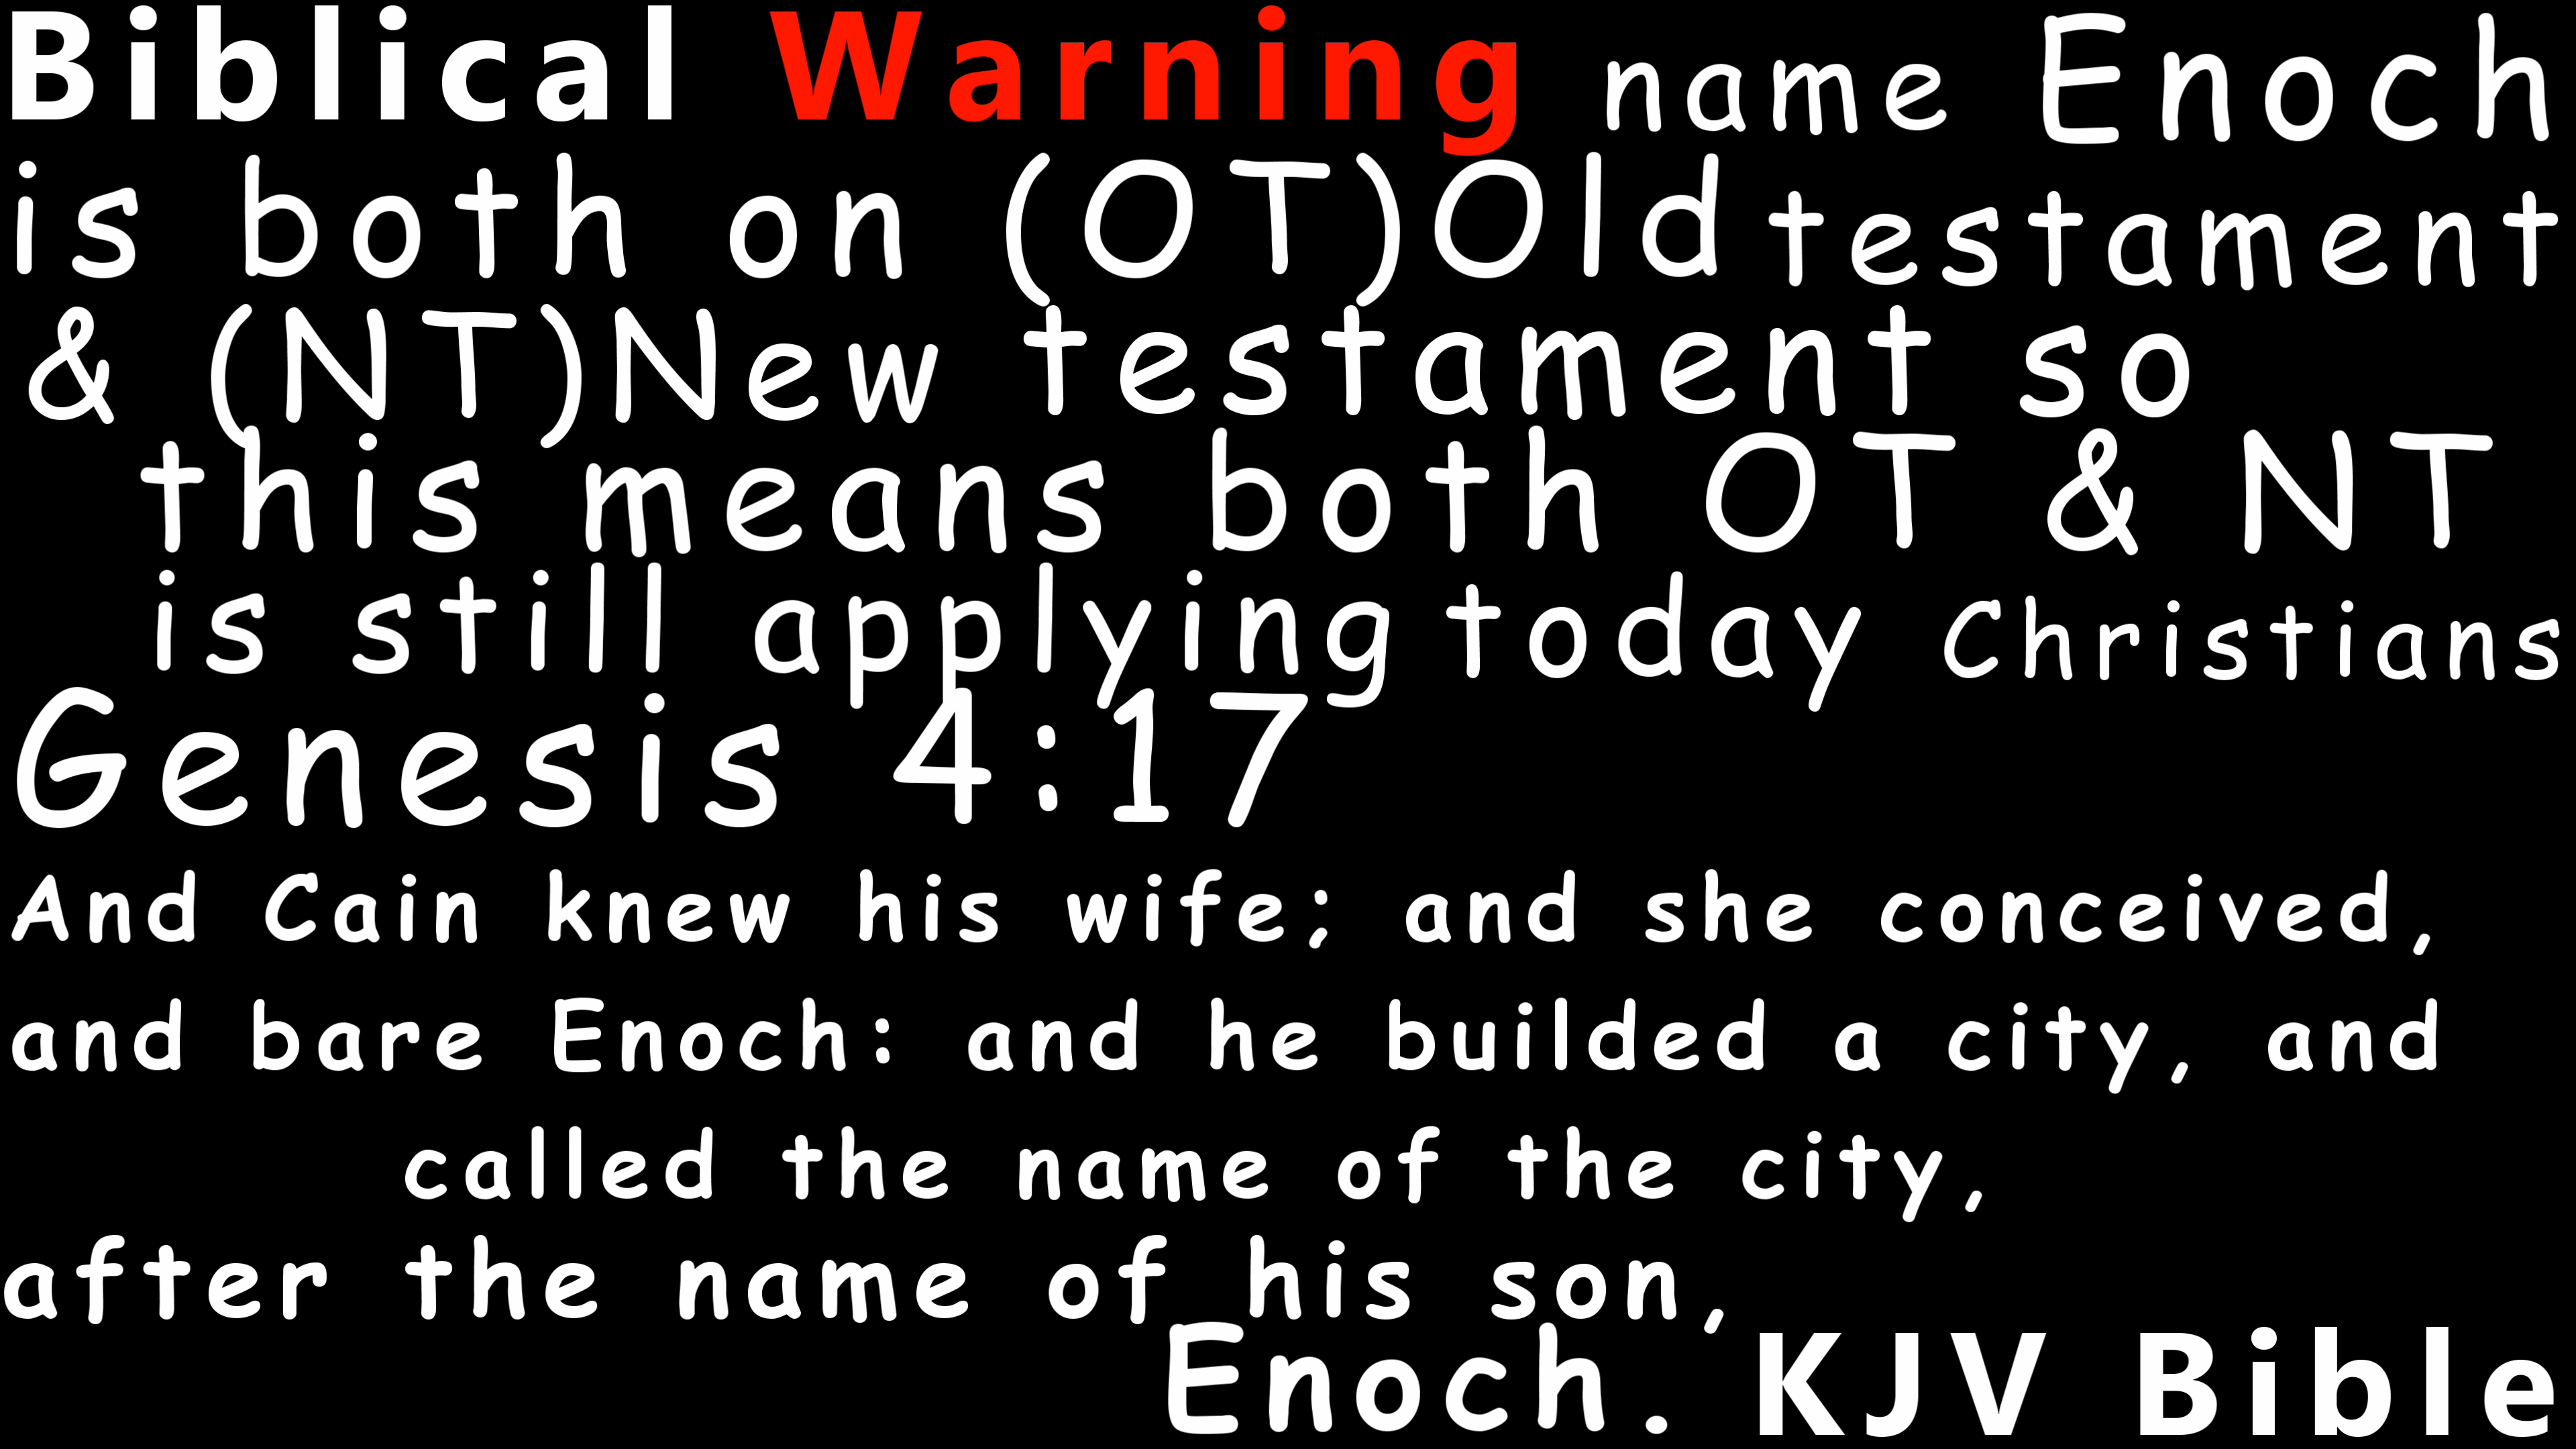 Biblical Warning name Enoch
is both on (OT)Old testament
& (NT)New testament so
this means both OT & NT
is still applying today Christians
Genesis 4:17
And Cain knew his wife; and she conceived,
and bare Enoch: and he builded a city, and
called the name of the city,
after the name of his son,
Enoch. KJV Bible